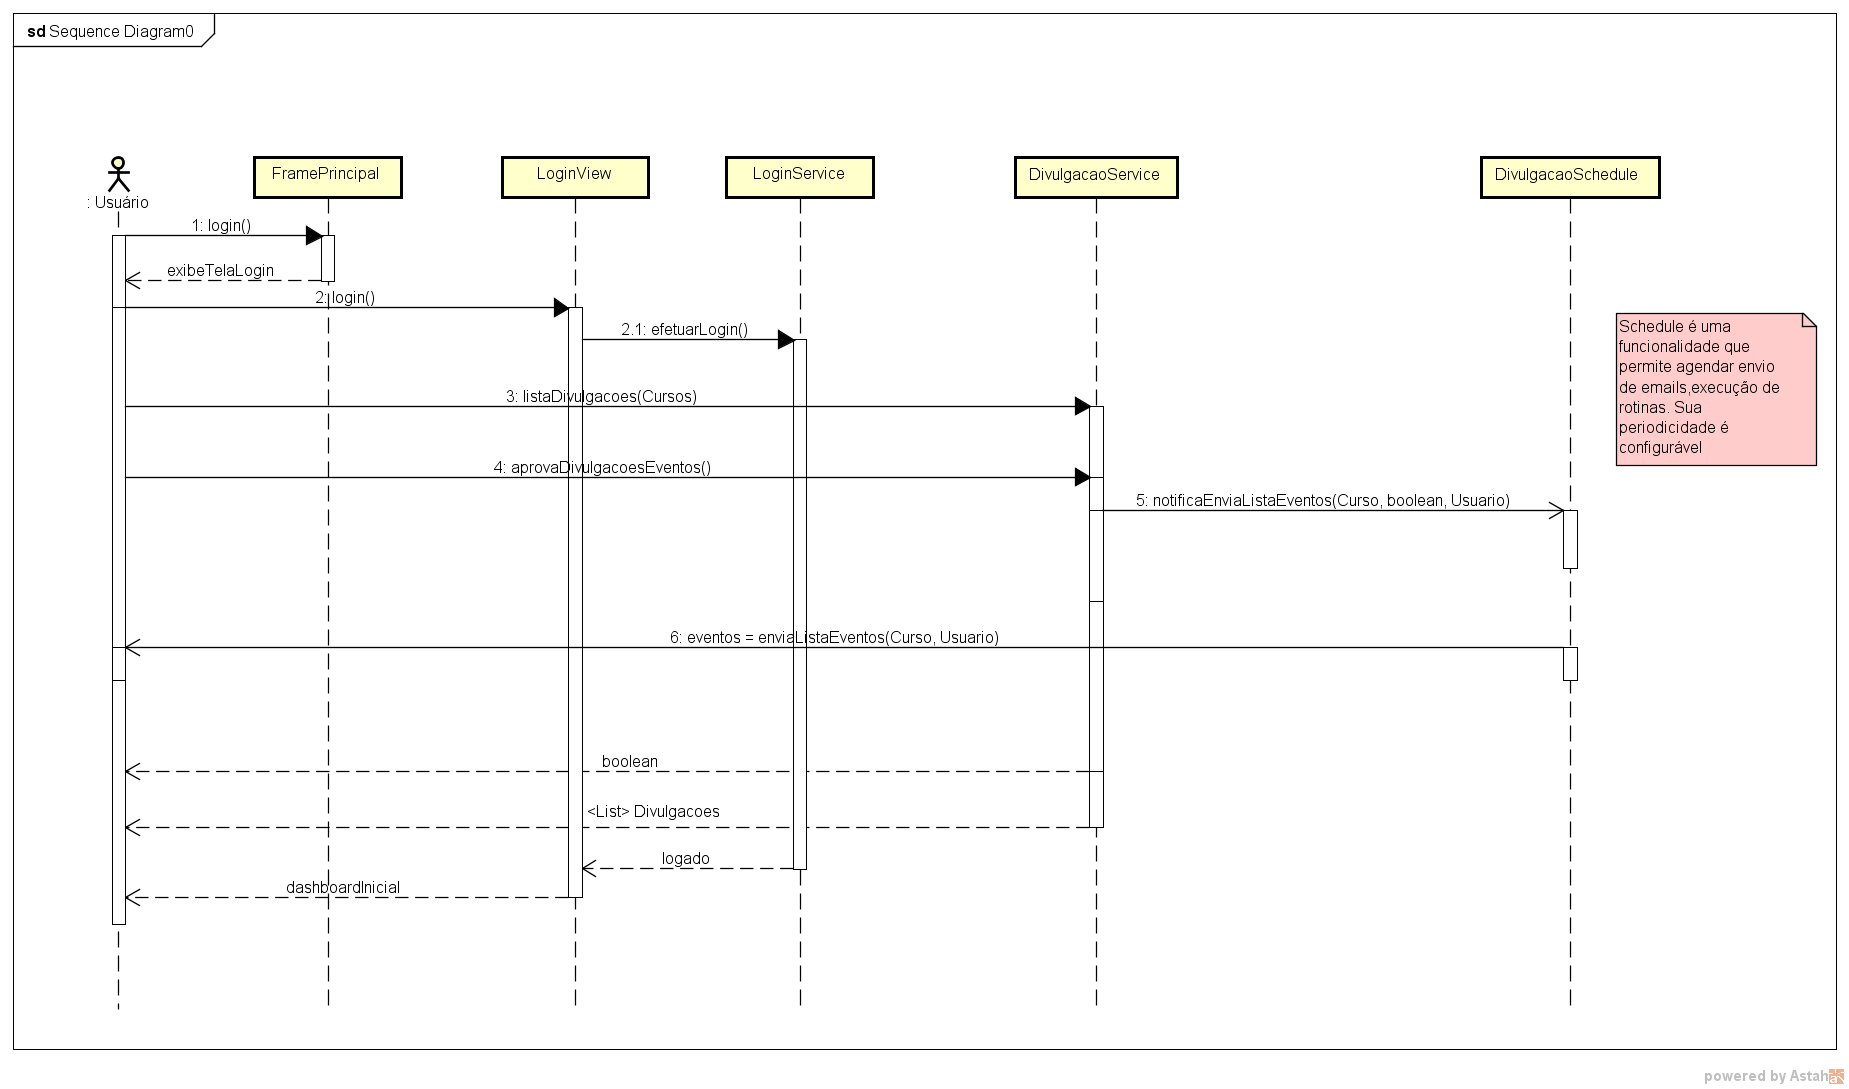 sd Sequence Diagram0
: Usuário
FramePrincipal
LoginView
LoginService
DivulgacaoService
DivulgacaoSchedule
1: login()
exibeTelaLogin
2: login()
2.1: efetuarLogin()
Schedule é uma
funcionalidade que
permite agendar envio
de emails,execução de
rotinas. Sua
periodicidade é
configurável
3: listaDivulgacoes(Cursos)
4: aprovaDivulgacoesEventos()
5: notificaEnviaListaEventos(Curso, boolean, Usuario)
6: eventos = enviaListaEventos(Curso, Usuario)
boolean
<List> Divulgacoes
logado
dashboardInicial
powered by Astah